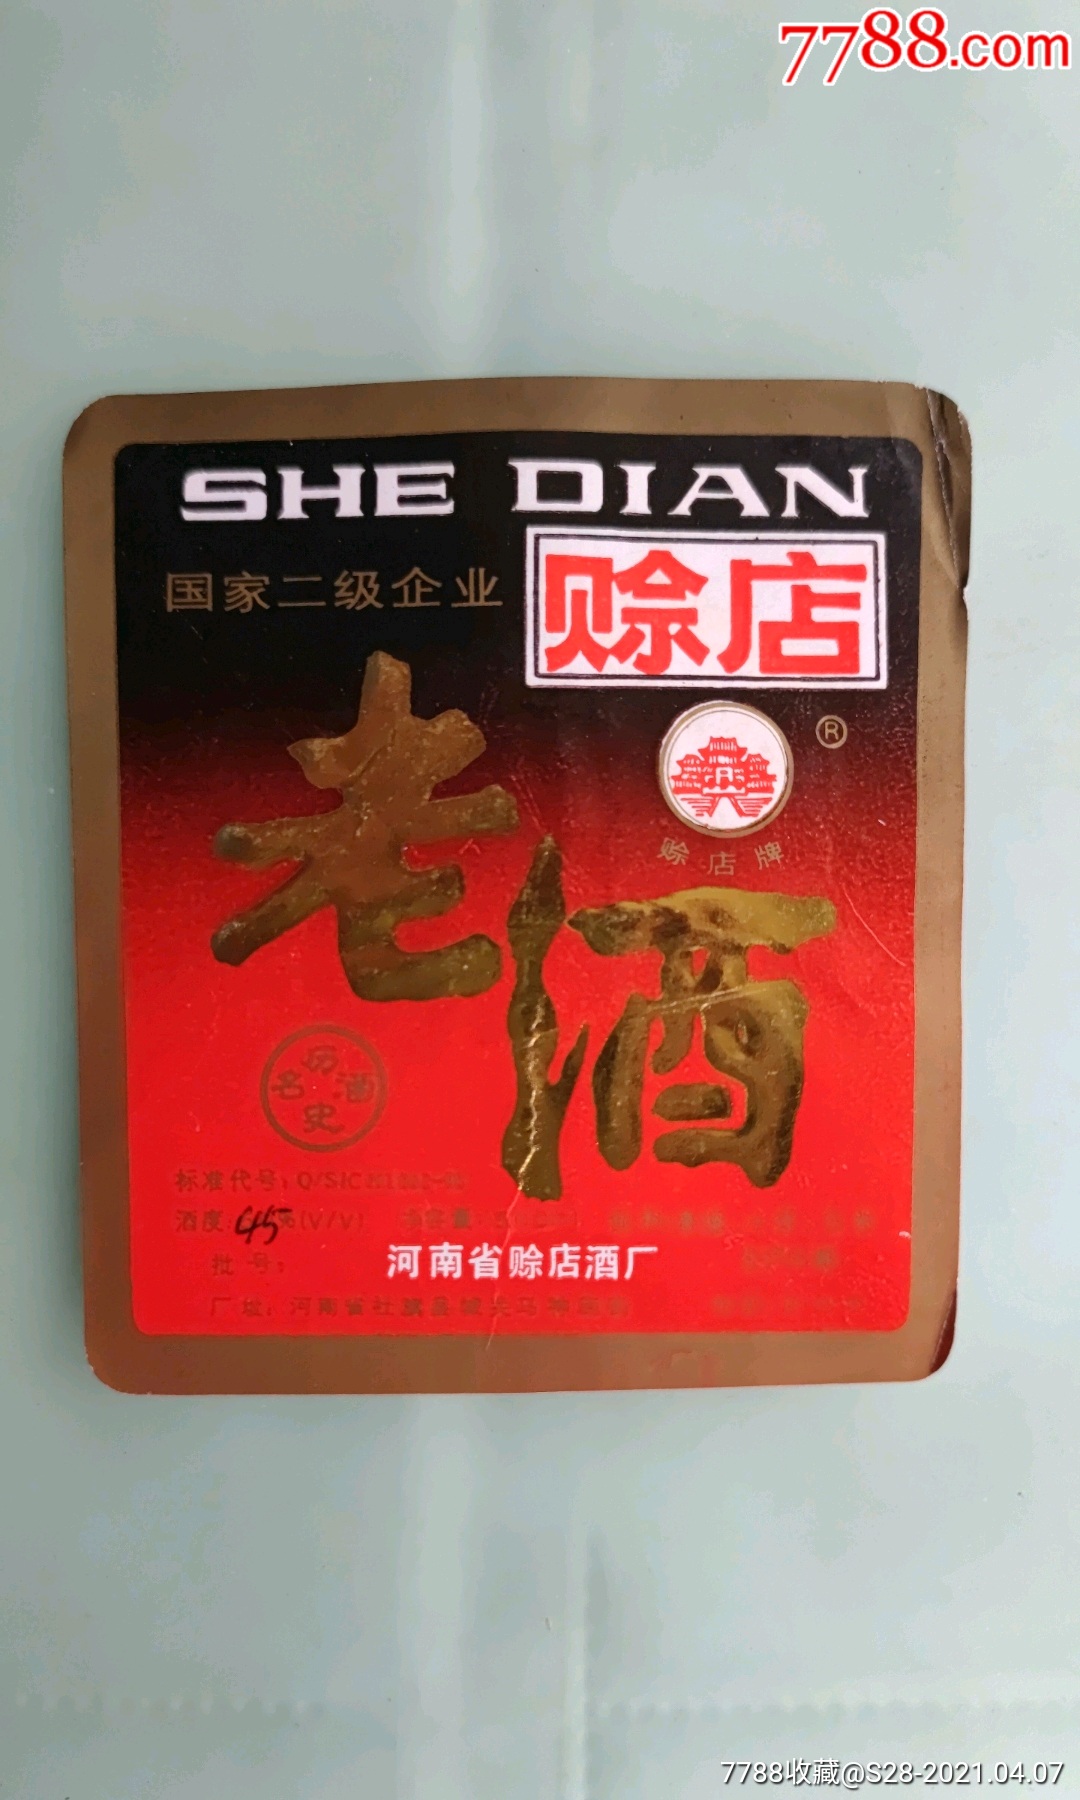 7788.com
SHE DIAN
国家二级企业
赊店
®
赊店牌
老酒
历史名酒
标准代号:
酒度:45%(V/V)
批号:
河南省赊店酒厂
厂址:河南省社旗县城关
7788收藏@S28-2021.04.07